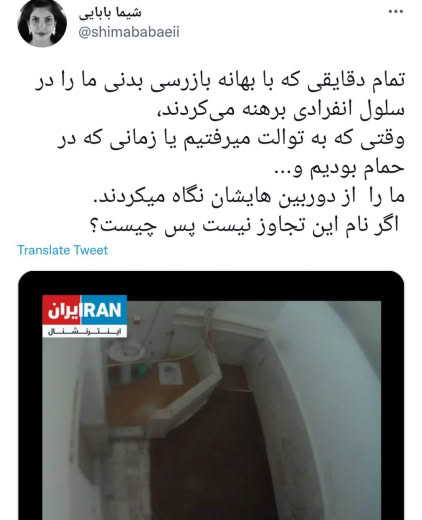 شیما بابایی
@shimababaeii
تمام دقایقی که با بهانه بازرسی بدنی ما را در
سلول انفرادی برهنه می‌کردند،
وقتی که به توالت میرفتیم یا زمانی که در
حمام بودیم و...
ما را از دوربین هایشان نگاه میکردند.
اگر نام این تجاوز نیست پس چیست؟
Translate Tweet
ایران IRAN
اینترنشنال